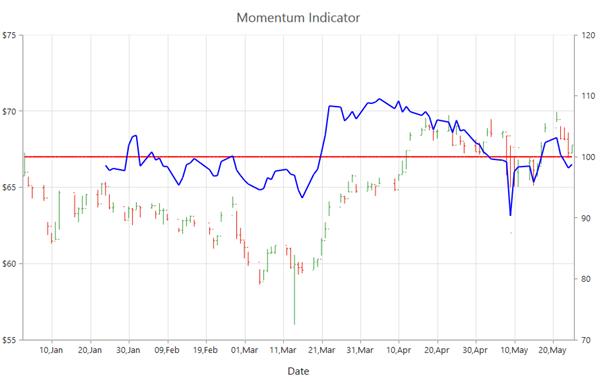 Momentum Indicator
$75
$70
$65
$60
$55
120
110
100
90
80
70
10,Jan
20,Jan
30,Jan
09,Feb
19,Feb
01,Mar
11,Mar
21,Mar
31,Mar
10,Apr
20,Apr
30,Apr
10,May
20,May
Date